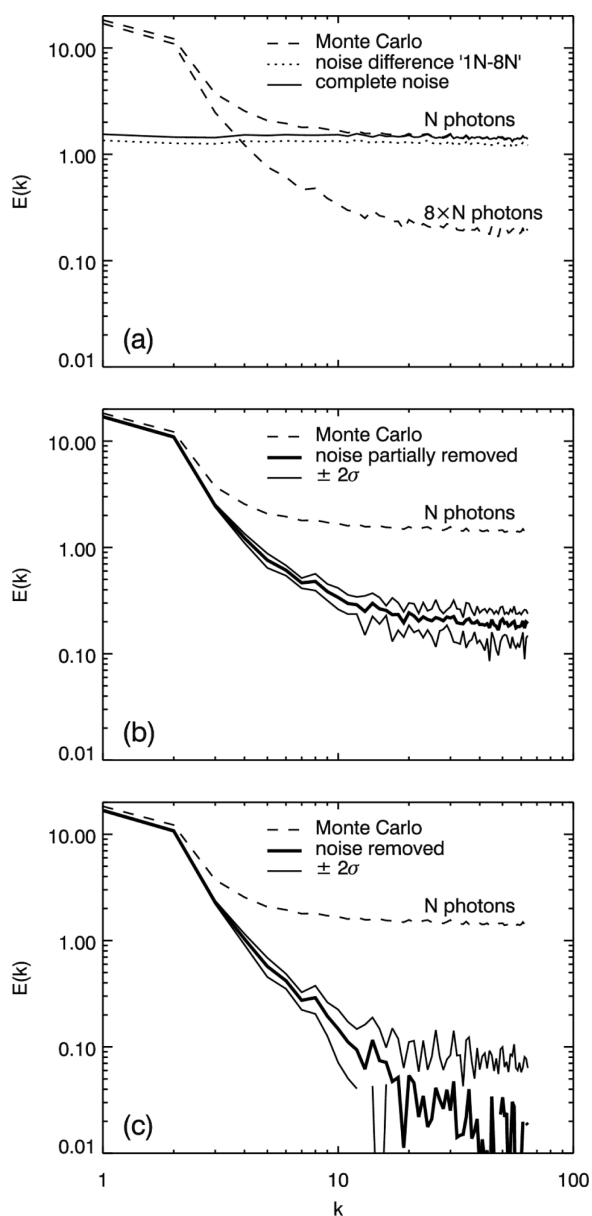 10.00
1.00
0.10
0.01
E(k)
Monte Carlo
noise difference '1N-8N'
complete noise
N photons
8×N photons
(a)
10.00
1.00
0.10
0.01
E(k)
Monte Carlo
noise partially removed
± 2σ
N photons
(b)
10.00
1.00
0.10
0.01
E(k)
Monte Carlo
noise removed
± 2σ
N photons
(c)
1 10 100
k